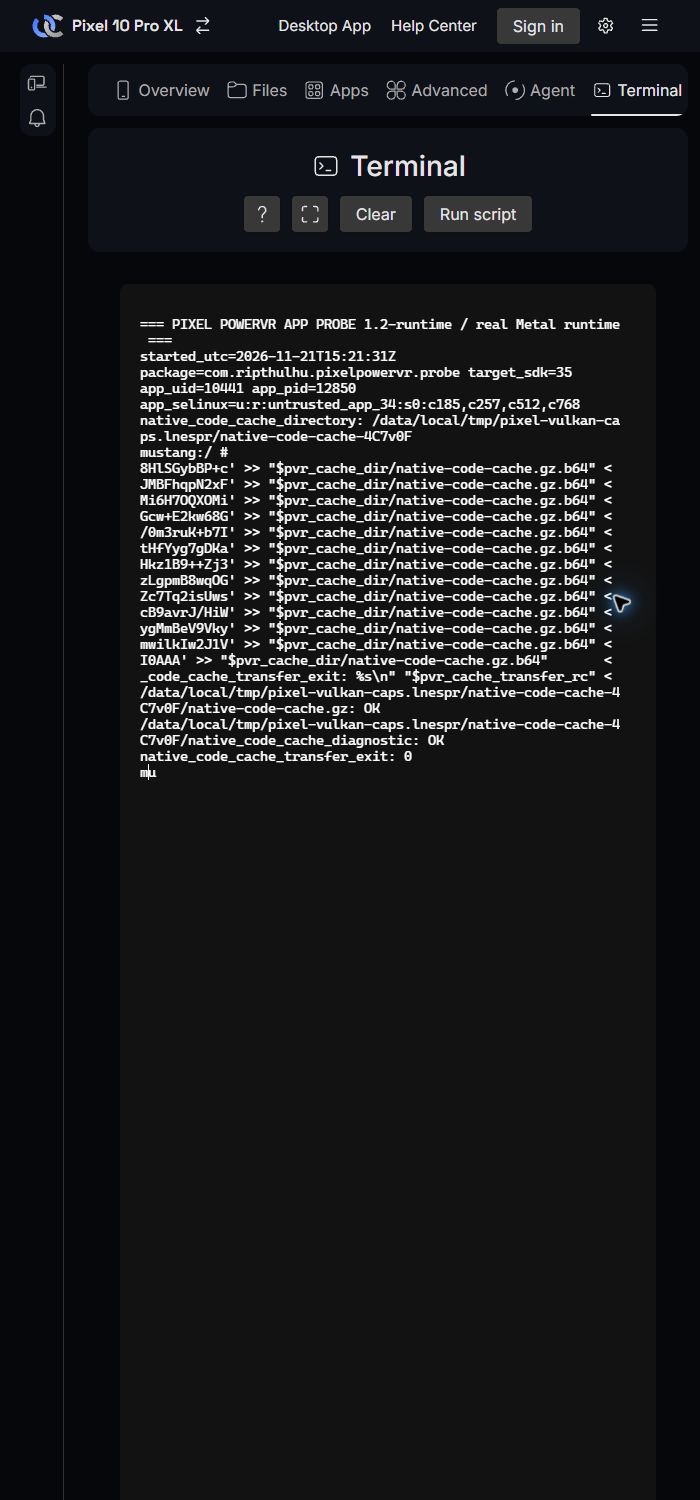 Pixel 10 Pro XL
Desktop App
Help Center
Sign in
Overview
Files
Apps
Advanced
Agent
Terminal
Terminal
?
Clear
Run script
=== PIXEL POWERVR APP PROBE 1.2-runtime / real Metal runtime
===
started_utc=2026-11-21T15:21:31Z
package=com.ripthulhu.pixelpowervr.probe target_sdk=35
app_uid=10441 app_pid=12850
app_selinux=u:r:untrusted_app_34:s0:c185,c257,c512,c768
native_code_cache_directory: /data/local/tmp/pixel-vulkan-ca
ps.lnespr/native-code-cache-4C7v0F
mustang:/ #
8HlSGybBP+c' >> "$pvr_cache_dir/native-code-cache.gz.b64" <
JMBFhqpN2xF' >> "$pvr_cache_dir/native-code-cache.gz.b64" <
Mi6H7OQXOMi' >> "$pvr_cache_dir/native-code-cache.gz.b64" <
Gcw+E2kw68G' >> "$pvr_cache_dir/native-code-cache.gz.b64" <
/0m3ruK+b7I' >> "$pvr_cache_dir/native-code-cache.gz.b64" <
tHfYyg7gDKa' >> "$pvr_cache_dir/native-code-cache.gz.b64" <
Hkz1B9++Zj3' >> "$pvr_cache_dir/native-code-cache.gz.b64" <
zLgpmB8wqOG' >> "$pvr_cache_dir/native-code-cache.gz.b64" <
Zc7Tq2isUws' >> "$pvr_cache_dir/native-code-cache.gz.b64" <
cB9avrJ/HiW' >> "$pvr_cache_dir/native-code-cache.gz.b64" <
ygMmBeV9Vky' >> "$pvr_cache_dir/native-code-cache.gz.b64" <
mwilkIw2J1V' >> "$pvr_cache_dir/native-code-cache.gz.b64" <
I0AAA' >> "$pvr_cache_dir/native-code-cache.gz.b64" <
_code_cache_transfer_exit: %s\n" "$pvr_cache_transfer_rc" <
/data/local/tmp/pixel-vulkan-caps.lnespr/native-code-cache-4
C7v0F/native-code-cache.gz: OK
/data/local/tmp/pixel-vulkan-caps.lnespr/native-code-cache-4
C7v0F/native_code_cache_diagnostic: OK
native_code_cache_transfer_exit: 0
mu